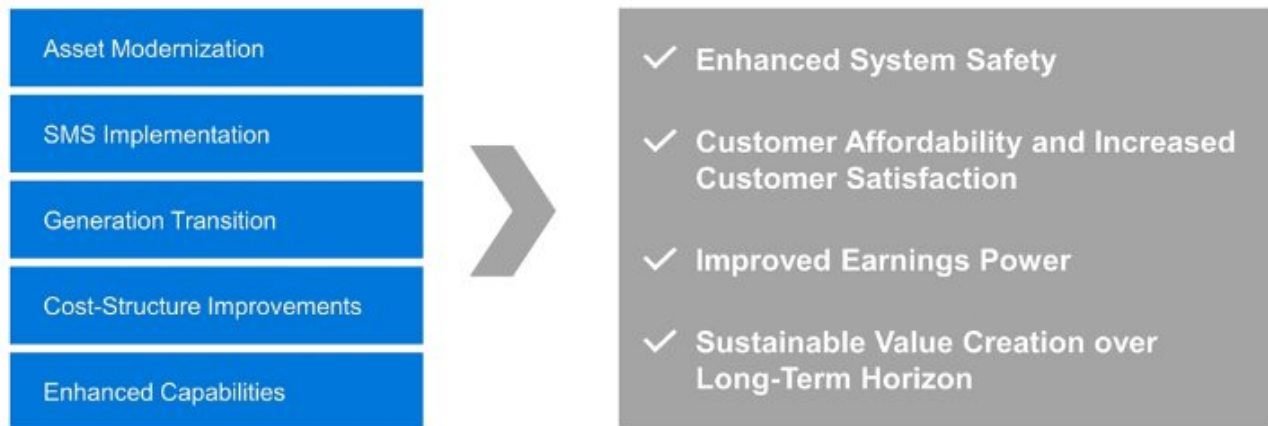 Asset Modernization
SMS Implementation
Generation Transition
Cost-Structure Improvements
Enhanced Capabilities
Enhanced System Safety
Customer Affordability and Increased
Customer Satisfaction
Improved Earnings Power
Sustainable Value Creation over
Long-Term Horizon